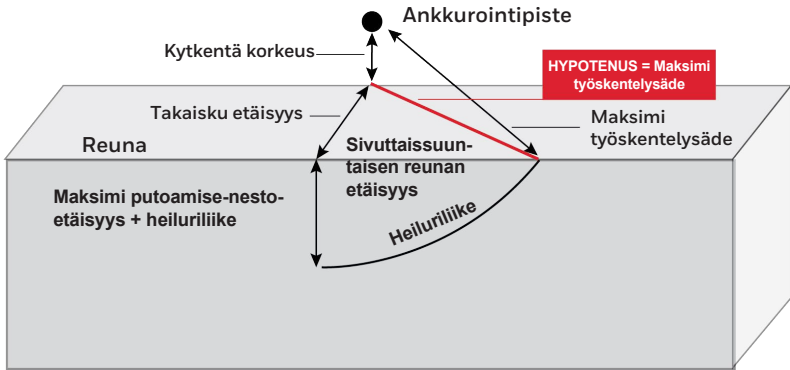 Ankkurointipiste
Kytkentä korkeus
HYPOTENUS = Maksimi
työskentelysäde
Takaisku etäisyys
Maksimi
työskentelysäde
Reuna
Sivuttaissuun-
taisen reunan
etäisyys
Maksimi putoamise-nesto-
etäisyys + heiluriliike
Heiluriliike